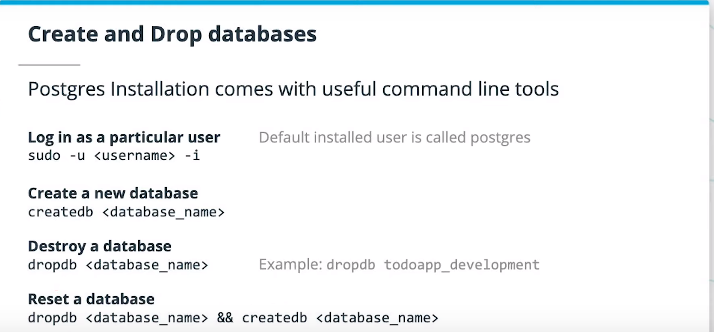 Create and Drop databases
Postgres Installation comes with useful command line tools
Log in as a particular user Default installed user is called postgres
sudo -u <username> -i
Create a new database
createdb <database_name>
Destroy a database
dropdb <database_name> Example: dropdb todoapp_development
Reset a database
dropdb <database_name> && createdb <database_name>